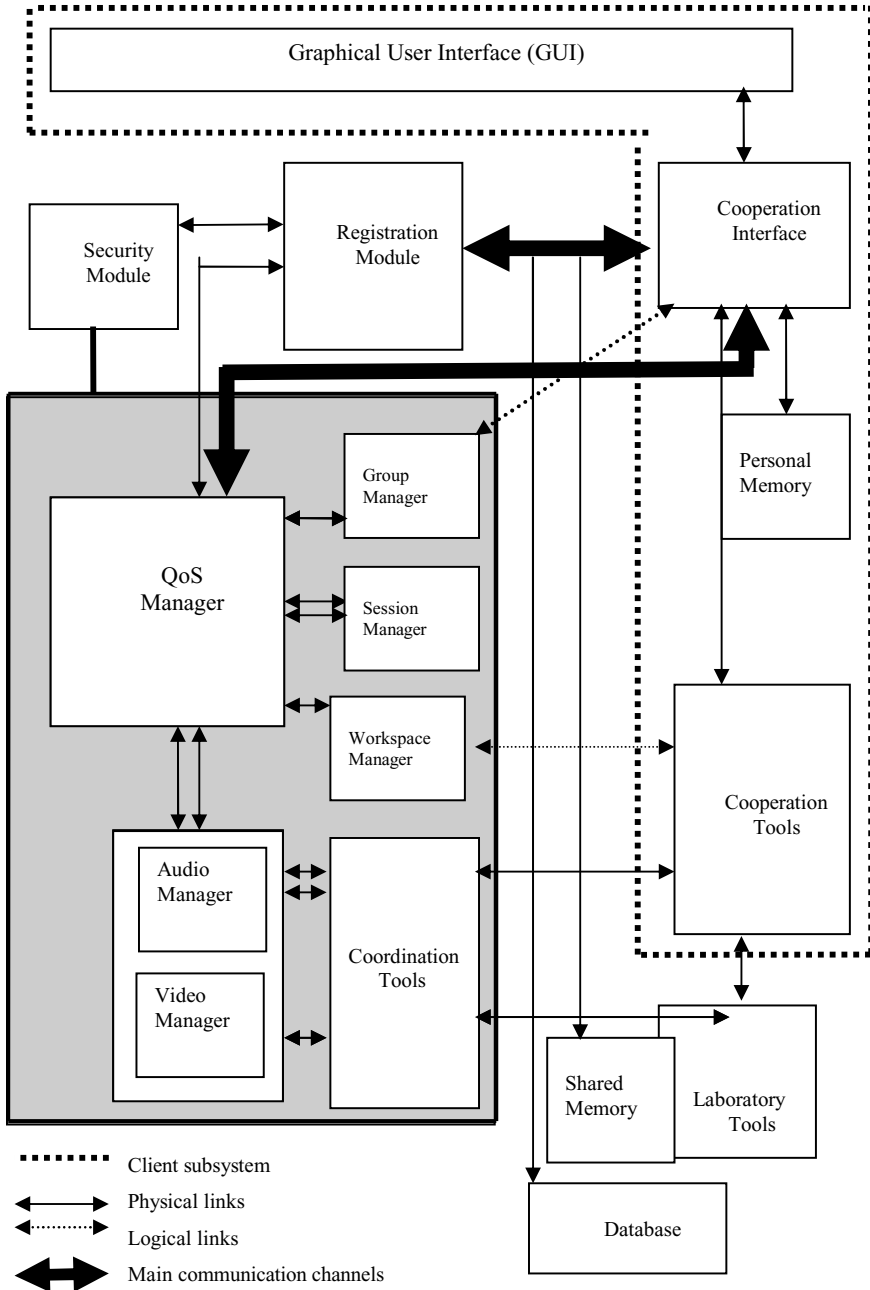 Graphical User Interface (GUI)
Cooperation
Interface
Registration
Module
Security
Module
Group
Manager
Personal
Memory
QoS
Manager
Session
Manager
Workspace
Manager
Cooperation
Tools
Audio
Manager
Coordination
Tools
Video
Manager
Shared
Memory
Laboratory
Tools
Database
Client subsystem
Physical links
Logical links
Main communication channels